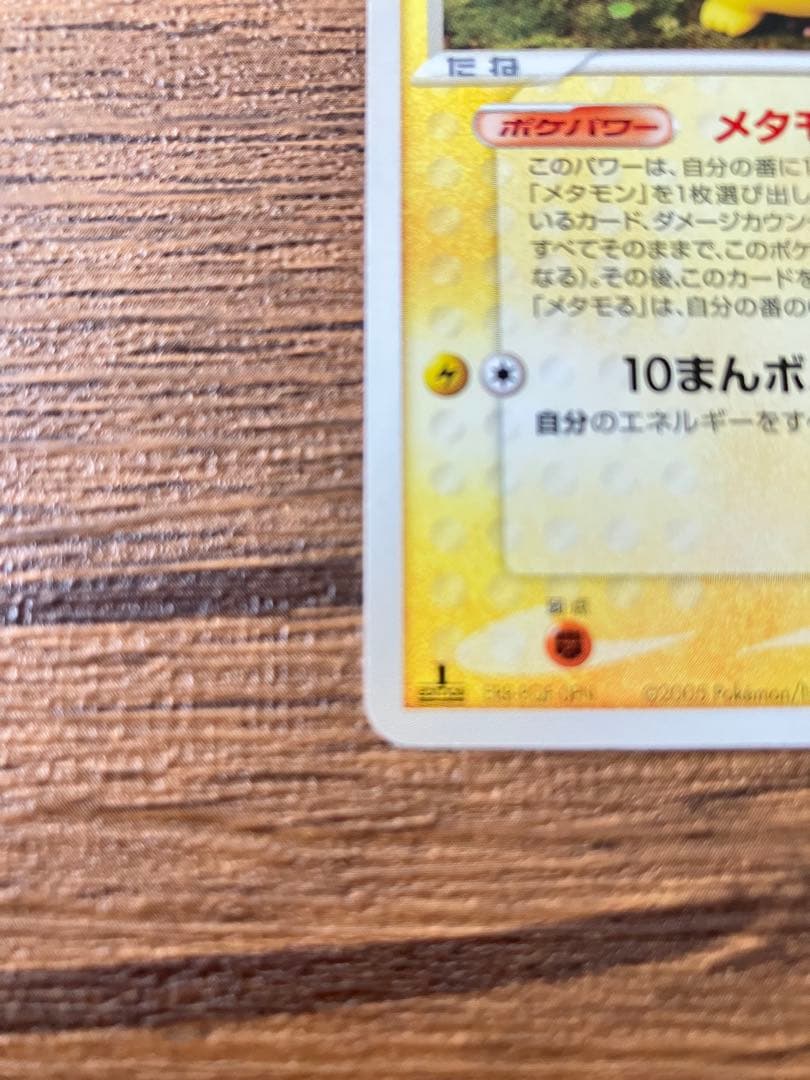 たね
ポケパワー メタモ
このパワーは、自分の番に1
「メタモン」を1枚選び出し
いるカード、ダメージカウン
すべてそのままで、このポケ
なる)。その後、このカードを
「メタモる」は、自分の番の
10まんボ
自分のエネルギーをす
弱点
1
©2005 Pokémon/